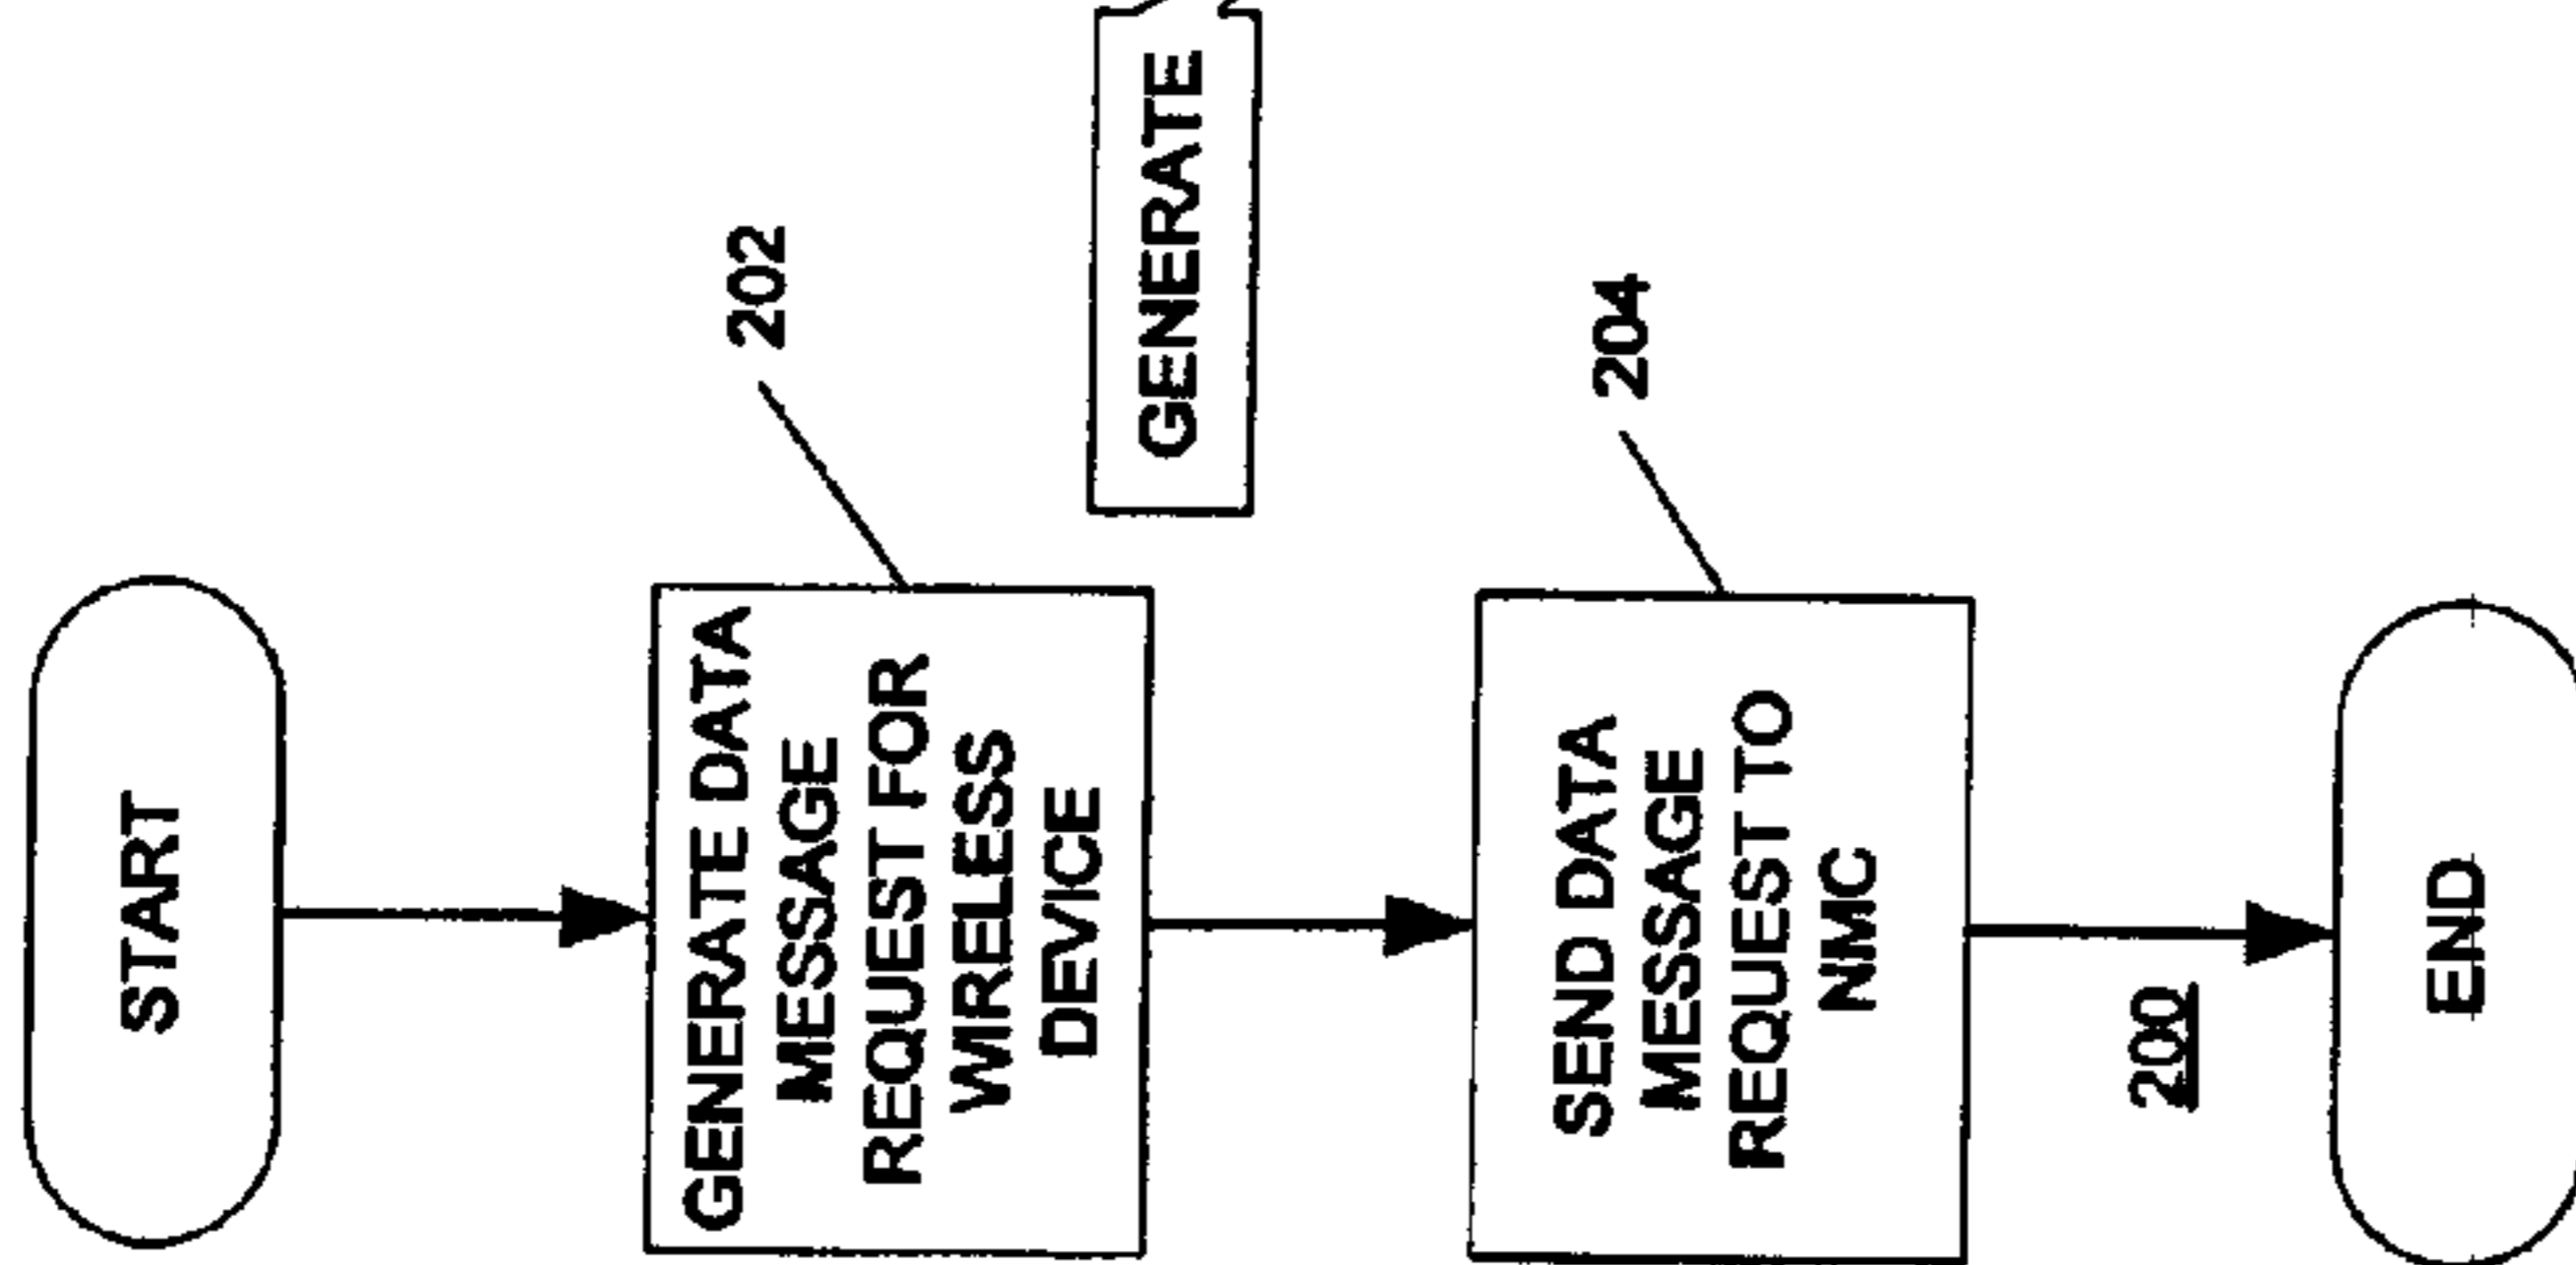 START
202
GENERATE DATA
MESSAGE
REQUEST FOR
WIRELESS
DEVICE
GENERATE
204
SEND DATA
MESSAGE
REQUEST TO
NMC
200
END